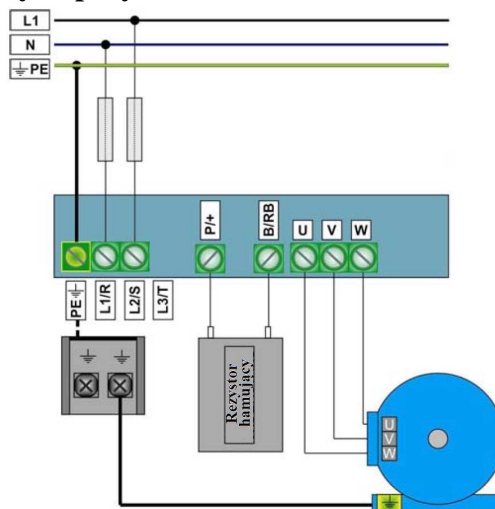 L1
N
PE
P/+
B/RB
U
V
W
PE
L1/R
L2/S
L3/T
Rezystor
hamujący
U
V
W